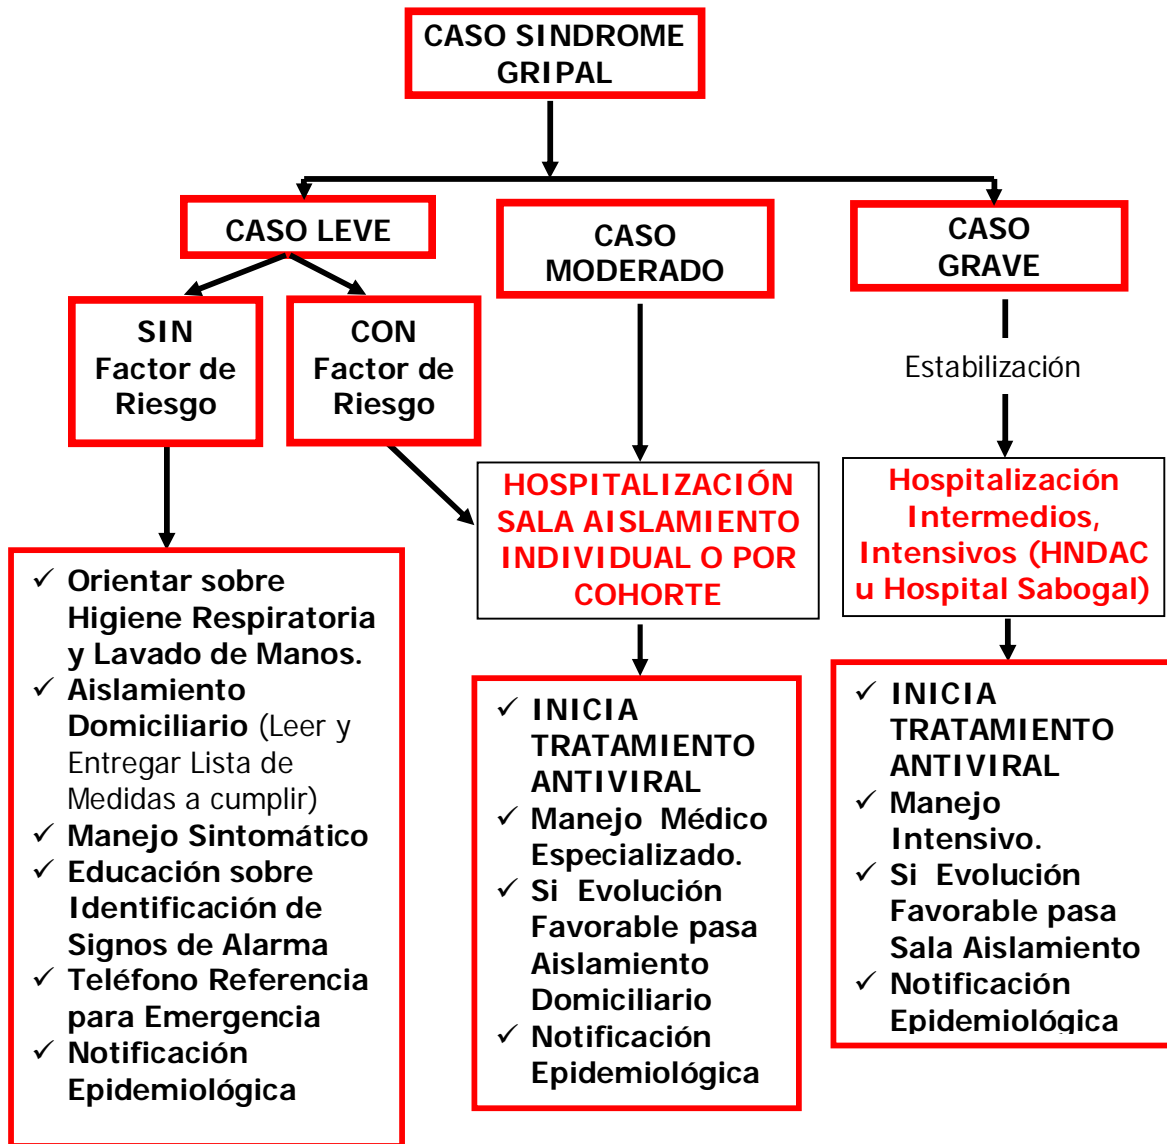 CASO SINDROME
GRIPAL
CASO LEVE
CASO
MODERADO
CASO
GRAVE
SIN
Factor de
Riesgo
CON
Factor de
Riesgo
Estabilización
HOSPITALIZACIÓN
SALA AISLAMIENTO
INDIVIDUAL O POR
COHORTE
Hospitalización
Intermedios,
Intensivos (HNDAC
u Hospital Sabogal)
✓ Orientar sobre
Higiene Respiratoria
y Lavado de Manos.
✓ Aislamiento
Domiciliario (Leer y
Entregar Lista de
Medidas a cumplir)
✓ Manejo Sintomático
✓ Educación sobre
Identificación de
Signos de Alarma
✓ Teléfono Referencia
para Emergencia
✓ Notificación
Epidemiológica
✓ INICIA
TRATAMIENTO
ANTIVIRAL
✓ Manejo Médico
Especializado.
✓ Si Evolución
Favorable pasa
Aislamiento
Domiciliario
✓ Notificación
Epidemiológica
✓ INICIA
TRATAMIENTO
ANTIVIRAL
✓ Manejo
Intensivo.
✓ Si Evolución
Favorable pasa
Sala Aislamiento
✓ Notificación
Epidemiológica